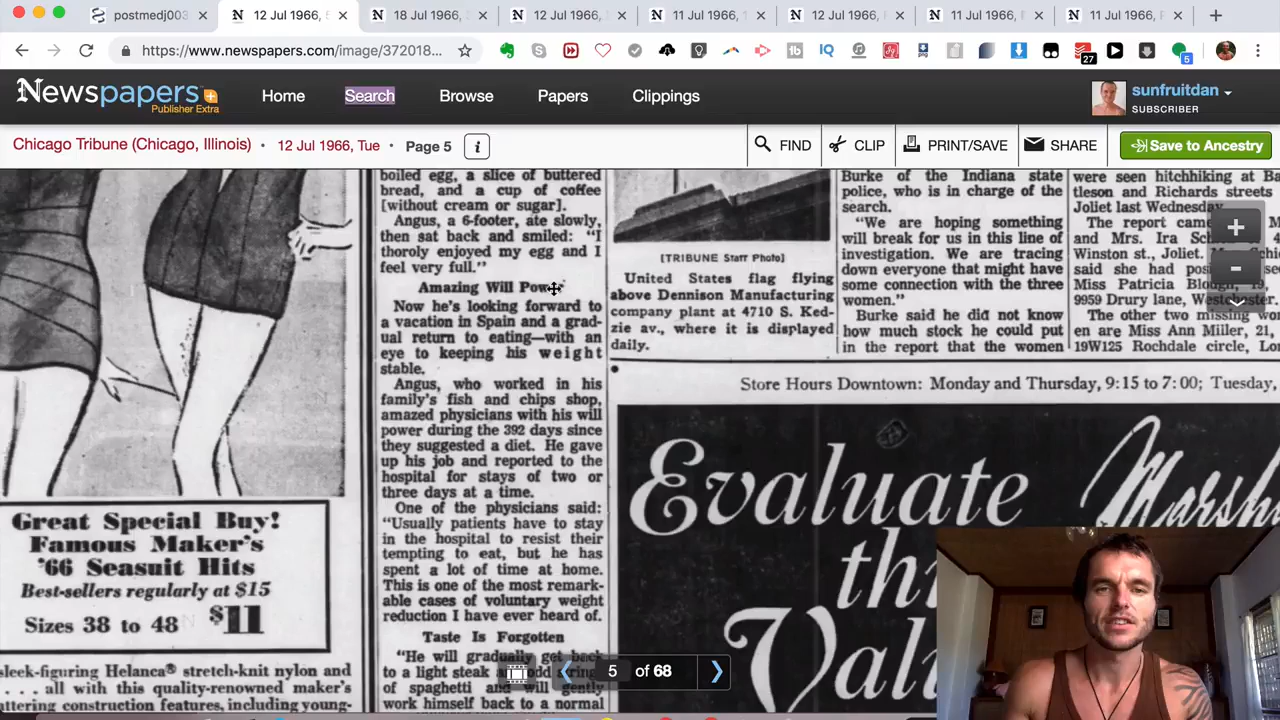 postmedj003
12 Jul 1966,
18 Jul 1966,
12 Jul 1966,
11 Jul 1966,
12 Jul 1966,
11 Jul 1966,
11 Jul 1966,
https://www.newspapers.com/image/372018...
27
5
Newspapers
Publisher Extra
Home
Search
Browse
Papers
Clippings
sunfruitdan
SUBSCRIBER
Chicago Tribune (Chicago, Illinois)
12 Jul 1966, Tue
Page 5
FIND
CLIP
PRINT/SAVE
SHARE
Save to Ancestry
boiled egg, a slice of buttered
bread, and a cup of coffee
[without cream or sugar].
Angus, a 6-footer, ate slowly,
then sat back and smiled: "I
thoroly enjoyed my egg and I
feel very full."
Amazing Will Power
Now he's looking forward to
a vacation in Spain and a grad-
ual return to eating—with an
eye to keeping his weight
stable.
Angus, who worked in his
family's fish and chips shop,
amazed physicians with his will
power during the 392 days since
they suggested a diet. He gave
up his job and reported to the
hospital for stays of two or
three days at a time.
One of the physicians said:
"Usually patients have to stay
in the hospital to resist their
tempting to eat, but he has
spent a lot of time at home.
This is one of the most remark-
able cases of voluntary weight
reduction I have ever heard of.
Taste Is Forgotten
"He will gradually get back
to a light steak
of spaghetti and will gently
work himself back to a normal
[TRIBUNE Staff Photo]
United States flag flying
above Dennison Manufacturing
company plant at 4710 S. Ked-
zie av., where it is displayed
daily.
Burke of the Indiana state
police, who is in charge of the
search.
"We are hoping something
will break for us in this line of
investigation. We are tracing
down everyone that might have
some connection with the three
women."
Burke said he did not know
how much stock he could put
in the report that the women
were seen hitchhiking at
tleson and Richards streets
Joliet last Wednesday.
The report came
and Mrs. Ira
Winston st., Joliet.
said she had
Miss Patricia
9959 Drury lane,
The other two missing
en are Miss Ann Miller, 21,
19W125 Rochdale circle,
Store Hours Downtown: Monday and Thursday, 9:15 to 7:00; Tuesday,
Evaluate
Great Special Buy!
Famous Maker's
'66 Seasuit Hits
Best-sellers regularly at $15
Sizes 38 to 48 $11
sleek-figuring Helanca® stretch-knit nylon and
. . . . all with this quality-renowned maker's
construction features, including young-
5 of 68